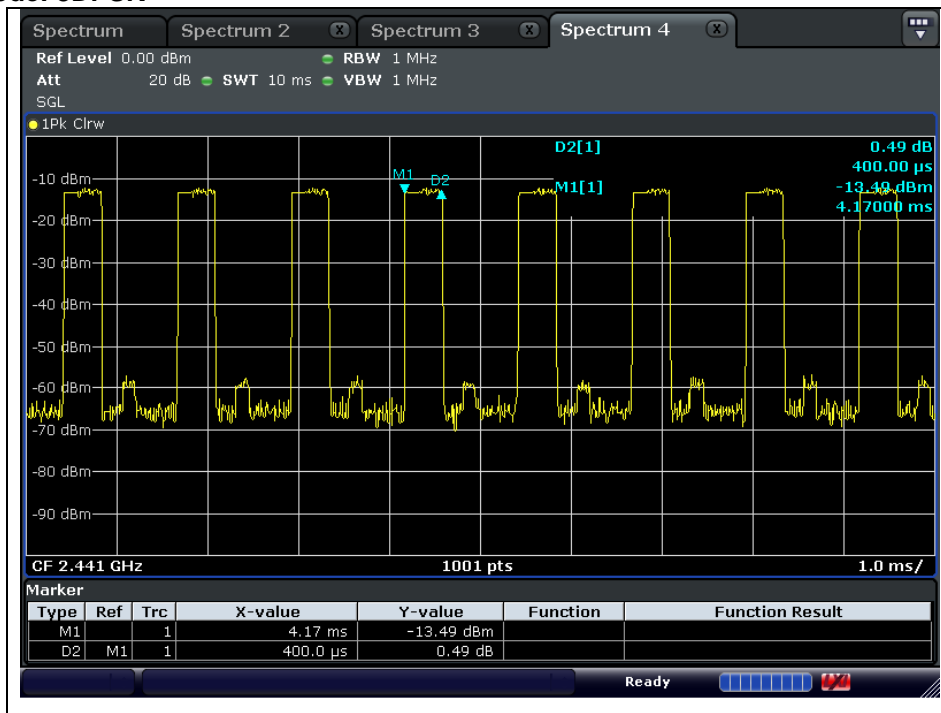 Spectrum Spectrum 2 X Spectrum 3 X Spectrum 4 X
Ref Level 0.00 dBm RBW 1 MHz
Att 20 dB SWT 10 ms VBW 1 MHz
SGL
1Pk Clrw
D2[1] 0.49 dB
400.00 µs
M1[1] -13.49 dBm
4.17000 ms
M1 D2
-10 dBm
-20 dBm
-30 dBm
-40 dBm
-50 dBm
-60 dBm
-70 dBm
-80 dBm
-90 dBm
CF 2.441 GHz 1001 pts 1.0 ms/
Marker
Type Ref Trc X-value Y-value Function Function Result
M1 1 4.17 ms -13.49 dBm
D2 M1 1 400.0 µs 0.49 dB
Ready